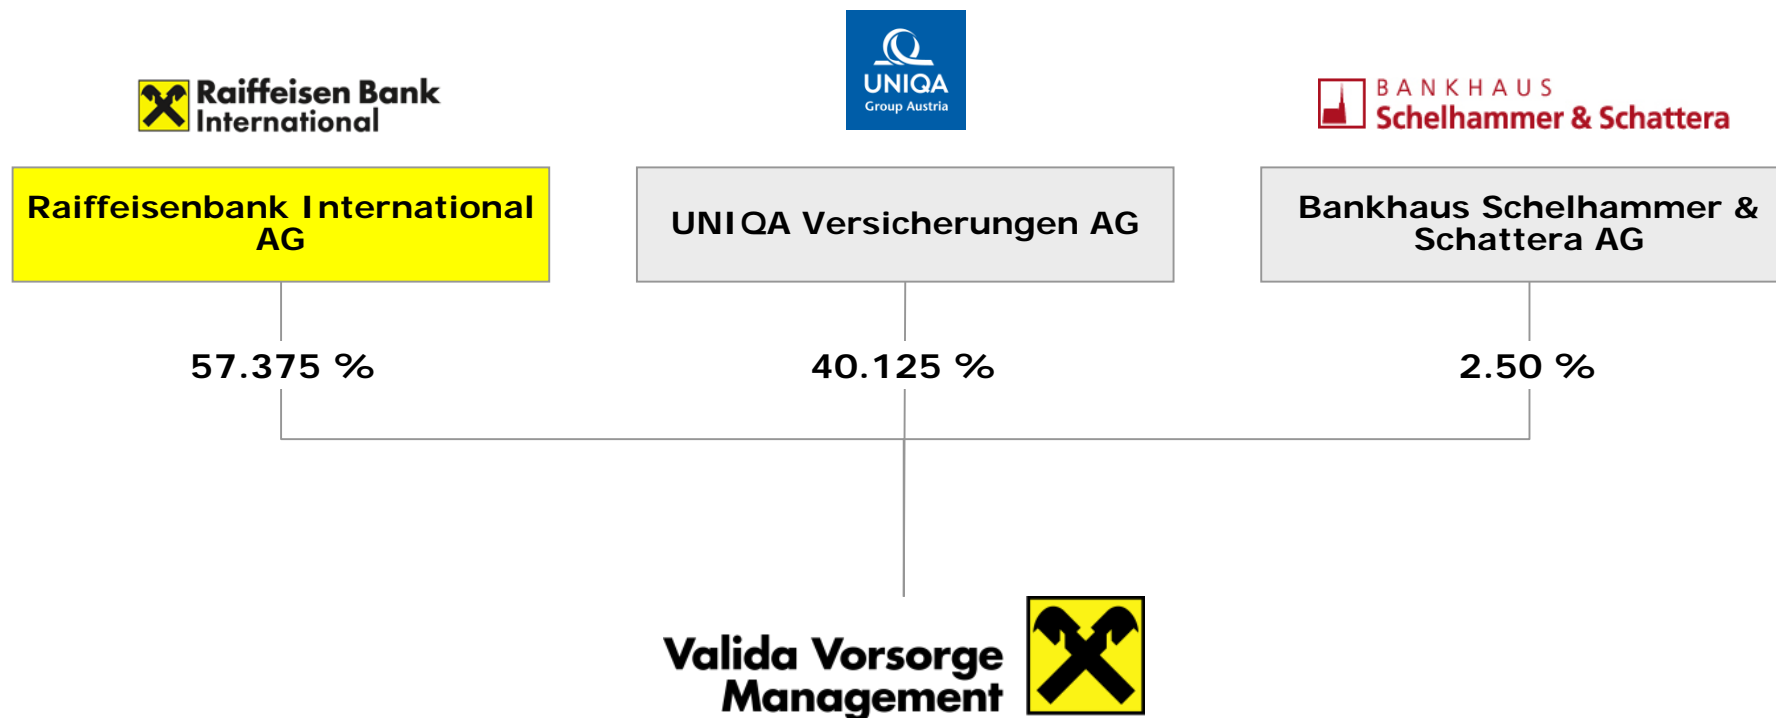 Raiffeisen Bank
International
UNIQA
Group Austria
BANKHAUS
Schelhammer & Schattera
Raiffeisenbank International
AG
UNIQA Versicherungen AG
Bankhaus Schelhammer &
Schattera AG
57.375 %
40.125 %
2.50 %
Valida Vorsorge
Management